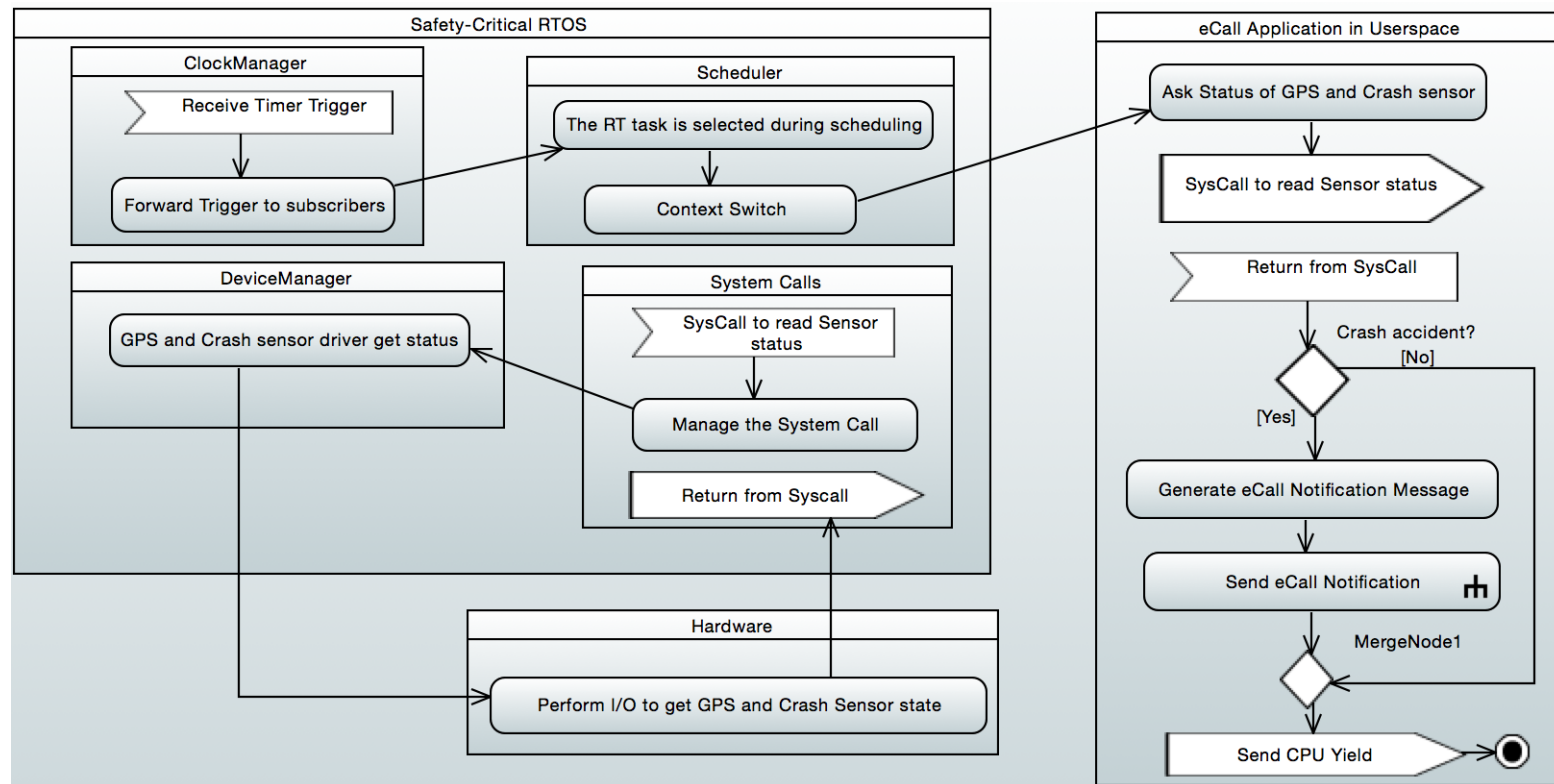 Safety-Critical RTOS
ClockManager
Receive Timer Trigger
Forward Trigger to subscribers
Scheduler
The RT task is selected during scheduling
Context Switch
DeviceManager
GPS and Crash sensor driver get status
System Calls
SysCall to read Sensor
status
Manage the System Call
Return from Syscall
Hardware
Perform I/O to get GPS and Crash Sensor state
eCall Application in Userspace
Ask Status of GPS and Crash sensor
SysCall to read Sensor status
Return from SysCall
Crash accident?
[No]
[Yes]
Generate eCall Notification Message
Send eCall Notification
MergeNode1
Send CPU Yield